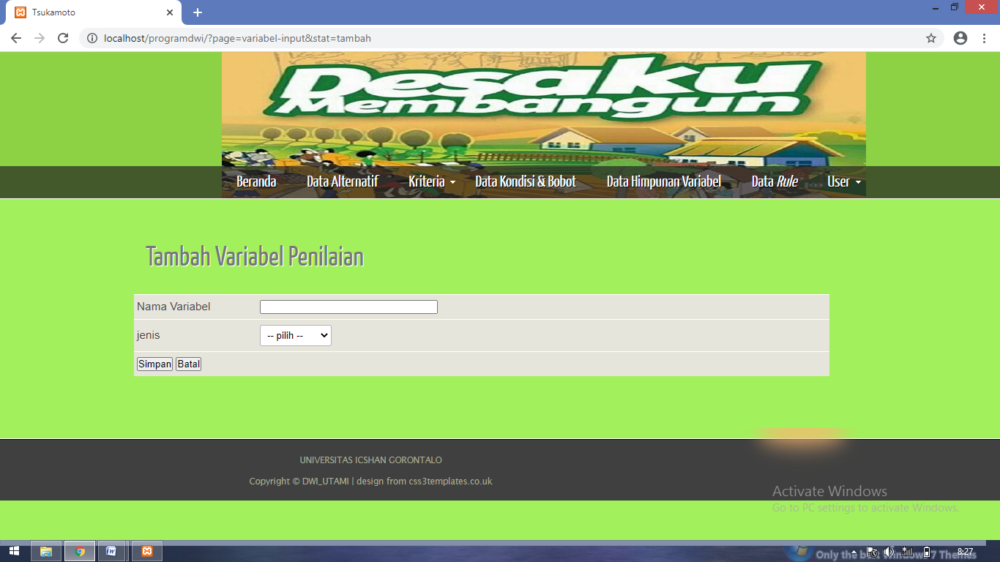 Tsukamoto
localhost/programdwi/?page=variabel-input&stat=tambah
Desaku
Membangun
Beranda Data Alternatif Kriteria Data Kondisi & Bobot Data Himpunan Variabel Data Rule User
Tambah Variabel Penilaian
Nama Variabel
jenis -- pilih --
Simpan Batal
UNIVERSITAS ICSHAN GORONTALO
Copyright © DWI_UTAMI | design from css3templates.co.uk
Activate Windows
Go to PC settings to activate Windows.
8:27
Only the best Windows 7 Themes